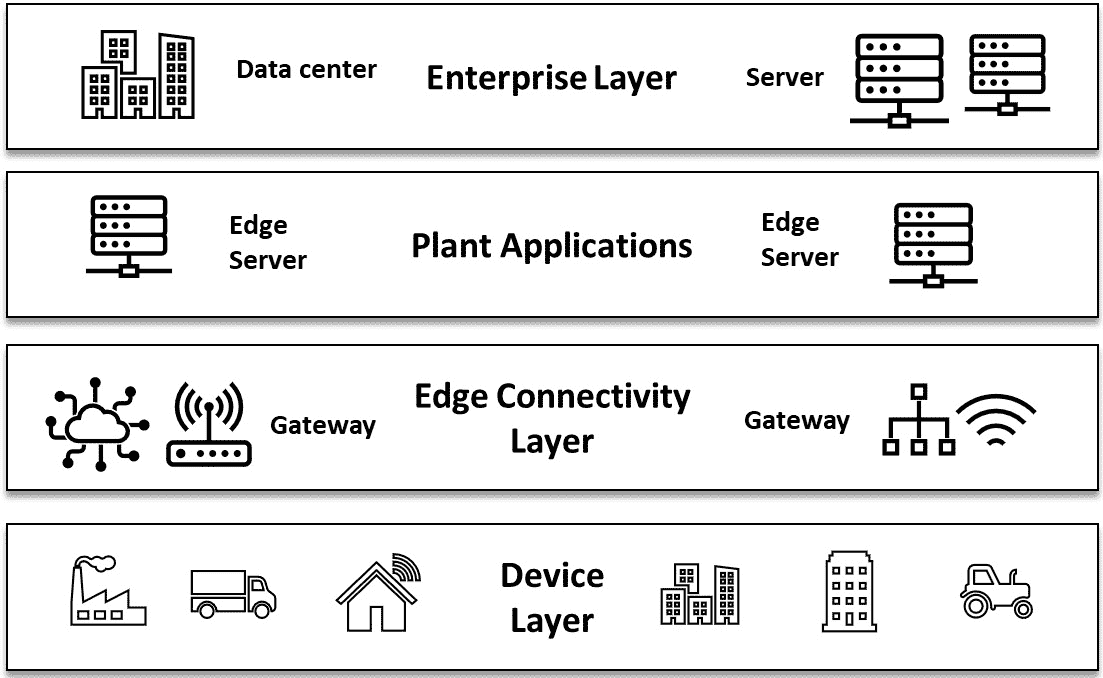 Data center
Enterprise Layer
Server
Edge
Server
Plant Applications
Edge
Server
Gateway
Edge Connectivity
Layer
Gateway
Device
Layer